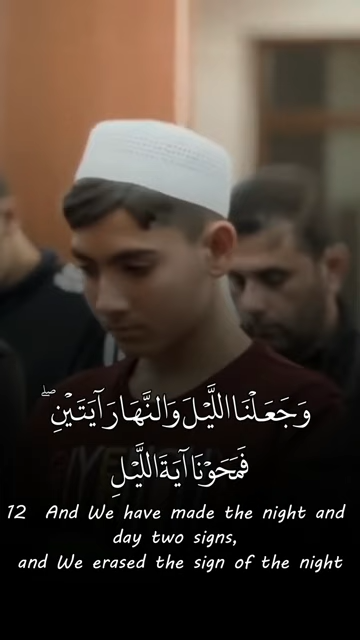 وَجَعَلْنَا اللَّيْلَ وَالنَّهَارَ آيَتَيْنِ ۖ
فَمَحَوْنَا آيَةَ اللَّيْلِ
12 And We have made the night and
day two signs,
and We erased the sign of the night